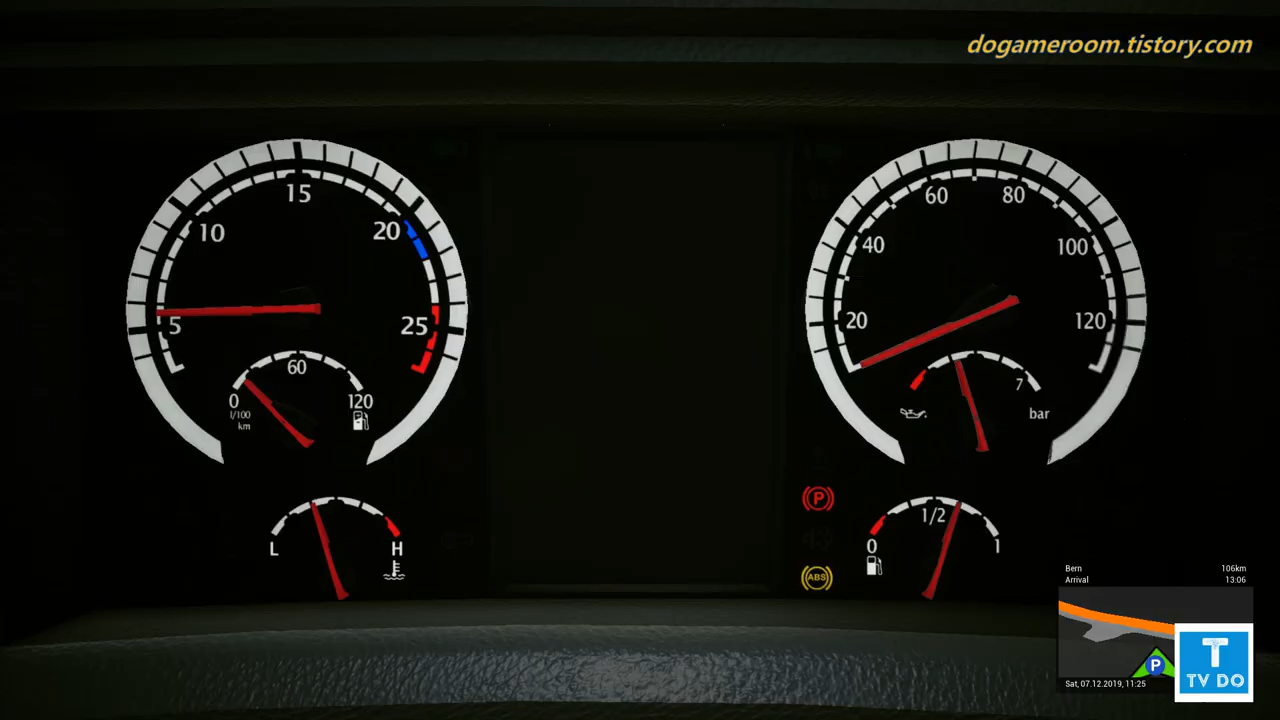 dogameroom.tistory.com
5
10
15
20
25
0
60
120
l/100
km
L
H
20
40
60
80
100
120
7
bar
P
ABS
0
1/2
1
Bern 106km
Arrival 13:06
P
Sat, 07.12.2019, 11:25
T
TV DO